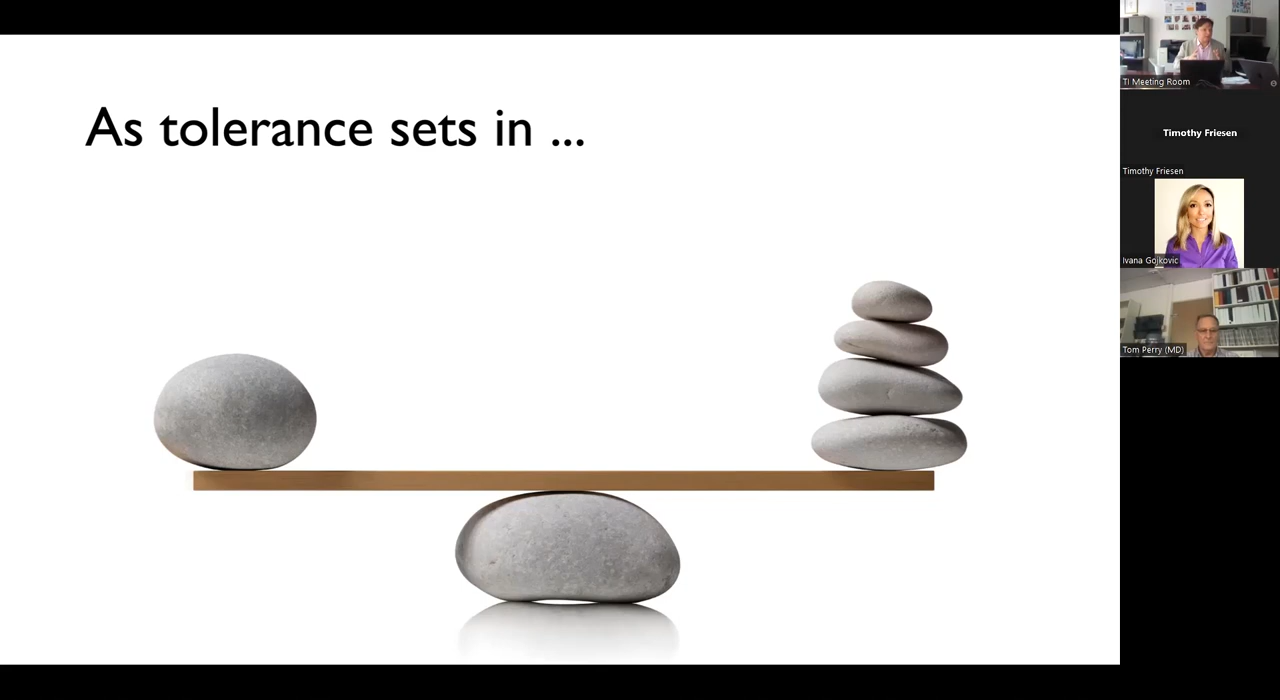 As tolerance sets in ...
TI Meeting Room
Timothy Friesen
Timothy Friesen
Ivana Gojkovic
Tom Perry (MD)